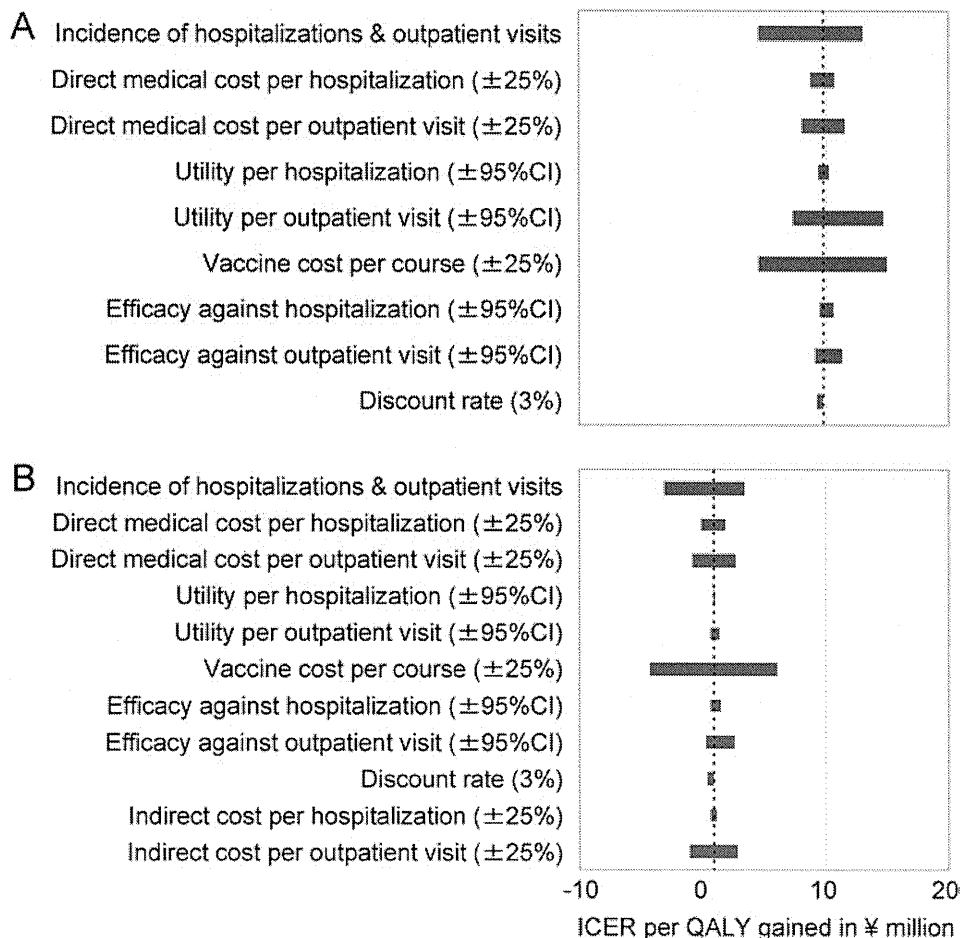 A Incidence of hospitalizations & outpatient visits
Direct medical cost per hospitalization (±25%)
Direct medical cost per outpatient visit (±25%)
Utility per hospitalization (±95%CI)
Utility per outpatient visit (±95%CI)
Vaccine cost per course (±25%)
Efficacy against hospitalization (±95%CI)
Efficacy against outpatient visit (±95%CI)
Discount rate (3%)
-10 0 10 20
B Incidence of hospitalizations & outpatient visits
Direct medical cost per hospitalization (±25%)
Direct medical cost per outpatient visit (±25%)
Utility per hospitalization (±95%CI)
Utility per outpatient visit (±95%CI)
Vaccine cost per course (±25%)
Efficacy against hospitalization (±95%CI)
Efficacy against outpatient visit (±95%CI)
Discount rate (3%)
Indirect cost per hospitalization (±25%)
Indirect cost per outpatient visit (±25%)
-10 0 10 20
ICER per QALY gained in ¥ million